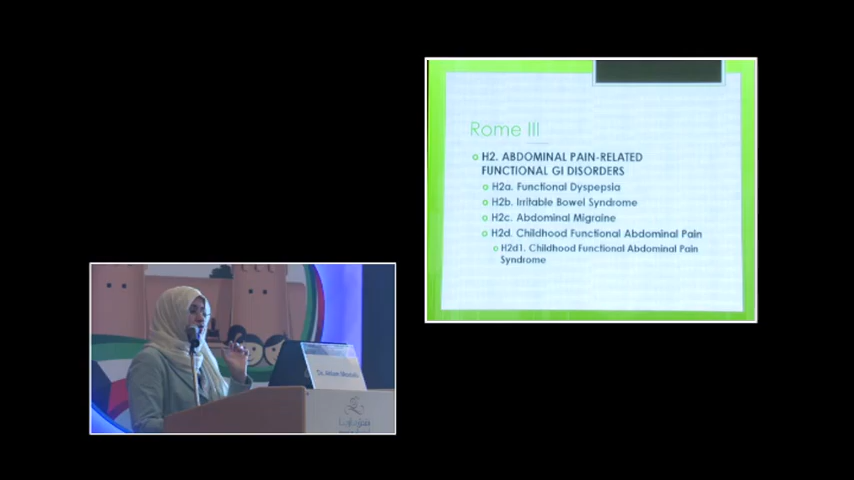 Rome III
H2. ABDOMINAL PAIN-RELATED
FUNCTIONAL GI DISORDERS
H2a. Functional Dyspepsia
H2b. Irritable Bowel Syndrome
H2c. Abdominal Migraine
H2d. Childhood Functional Abdominal Pain
H2d1. Childhood Functional Abdominal Pain
Syndrome